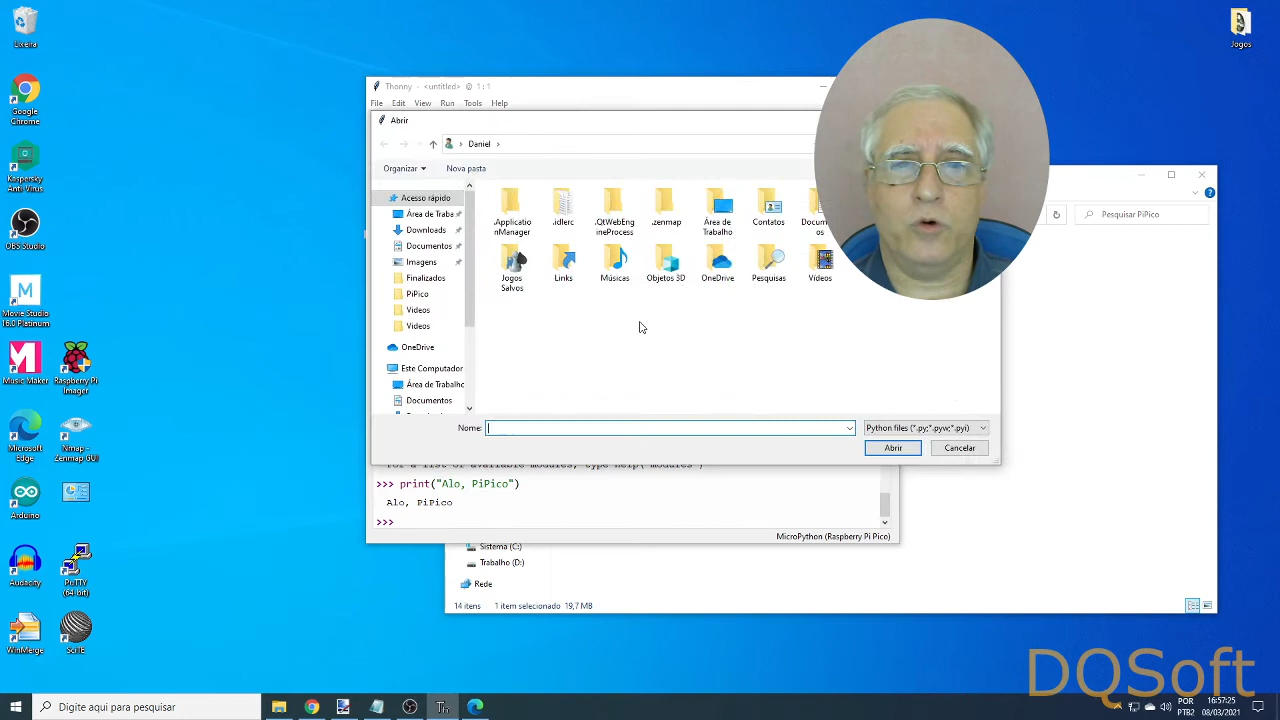 Lixeira
Google
Chrome
Kaspersky
Anti-Virus
OBS Studio
Movie Studio
16.0 Platinum
Music Maker
Raspberry Pi
Imager
Microsoft
Edge
Nmap -
Zenmap GUI
Arduino
Audacity
PuTTY
(64-bit)
WinMerge
SciTE
Jogos
Thonny - <untitled> @ 1:1
File Edit View Run Tools Help
Abrir
Daniel
Organizar
Nova pasta
Acesso rápido
Área de Traba
Downloads
Documentos
Imagens
Finalizados
PiPico
Videos
Videos
OneDrive
Este Computador
Área de Trabalho
Documentos
.Applicatio
nManager
.idlerc
.QtWebEng
ineProcess
.zenmap
Área de
Trabalho
Contatos
Jogos
Salvos
Links
Músicas
Objetos 3D
OneDrive
Pesquisas
Vídeos
Nome:
Python files (*.py;*.pyw;*.pyi)
Abrir
Cancelar
>>> print("Alo, PiPico")
Alo, PiPico
>>>
MicroPython (Raspberry Pi Pico)
Pesquisar PiPico
Sistema (C:)
Trabalho (D:)
Rede
14 itens 1 item selecionado 19,7 MB
DQSoft
Digite aqui para pesquisar
POR
PTB2
16:57:25
08/03/2021